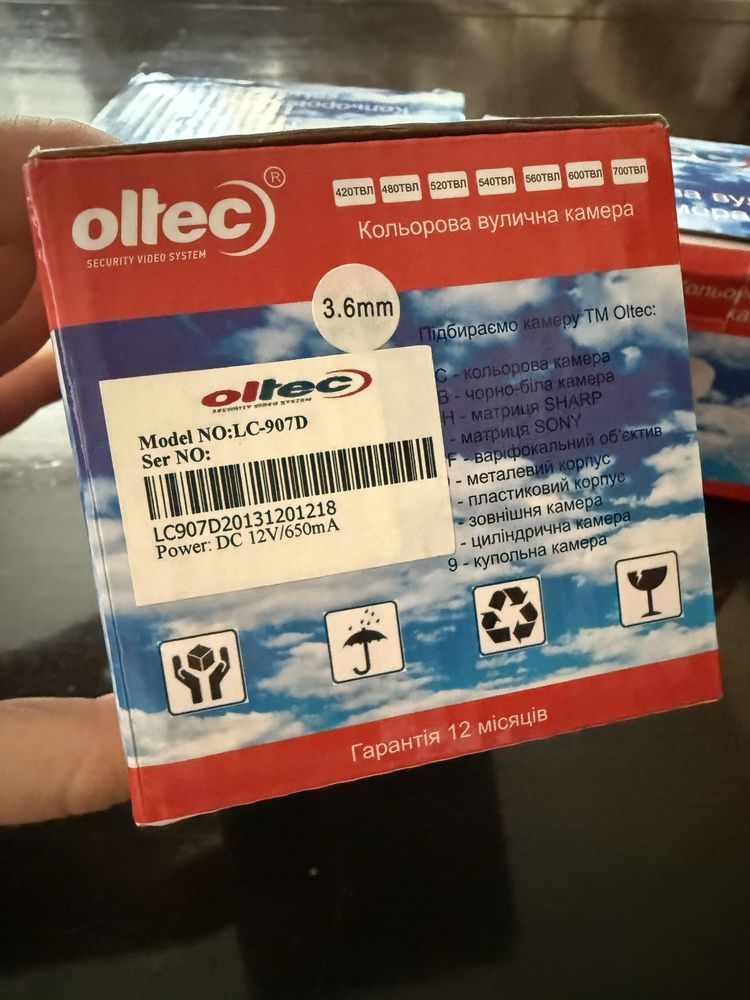 oltec®
SECURITY VIDEO SYSTEM
420ТВЛ 480ТВЛ 520ТВЛ 540ТВЛ 560ТВЛ 600ТВЛ 700ТВЛ
Кольорова вулична камера
3.6mm
Підбираємо камеру ТМ Oltec:
C - кольорова камера
B - чорно-біла камера
H - матриця SHARP
- матриця SONY
F - варіфокальний об'єктив
- металевий корпус
- пластиковий корпус
- зовнішня камера
- циліндрична камера
9 - купольна камера
oltec
SECURITY VIDEO SYSTEM
Model NO:LC-907D
Ser NO:
LC907D20131201218
Power: DC 12V/650mA
Гарантія 12 місяців